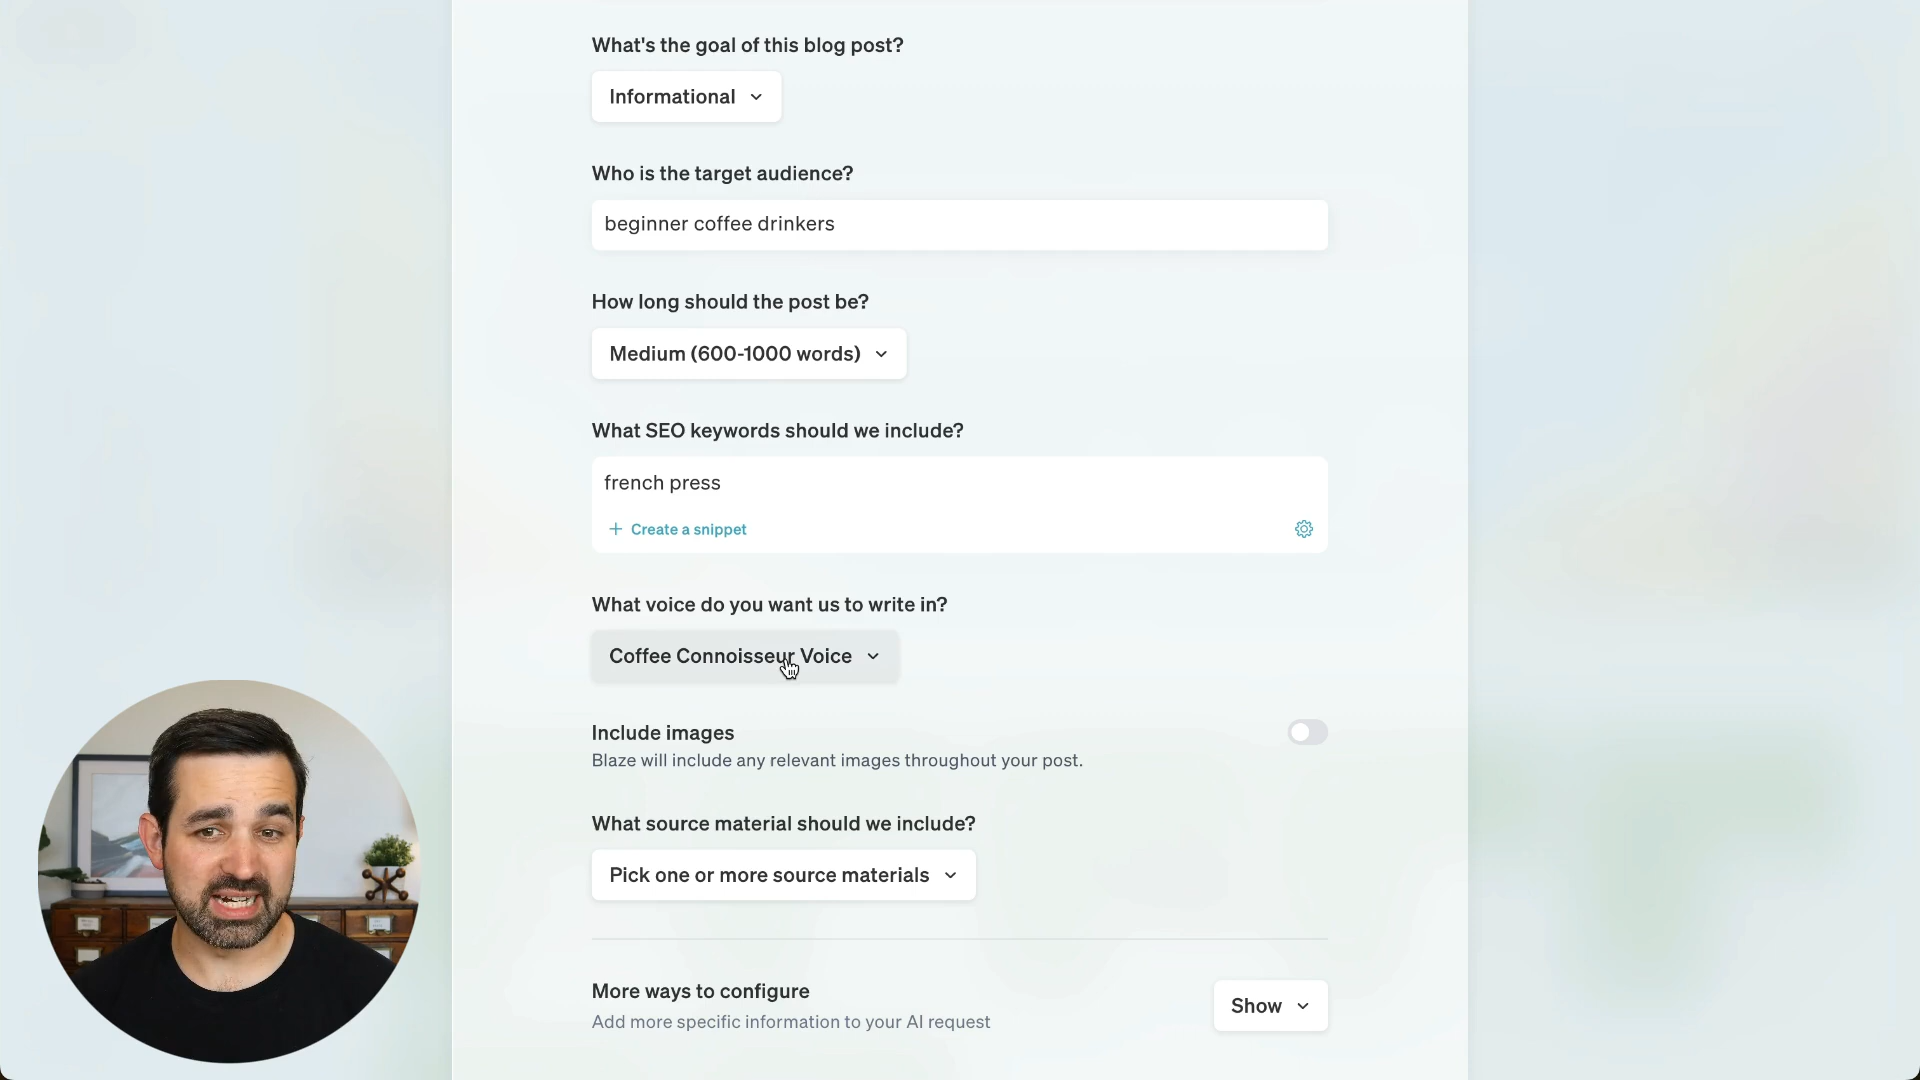 What's the goal of this blog post?
Informational
Who is the target audience?
beginner coffee drinkers
How long should the post be?
Medium (600-1000 words)
What SEO keywords should we include?
french press
+ Create a snippet
What voice do you want us to write in?
Coffee Connoisseur Voice
Include images
Blaze will include any relevant images throughout your post.
What source material should we include?
Pick one or more source materials
More ways to configure
Show
Add more specific information to your AI request